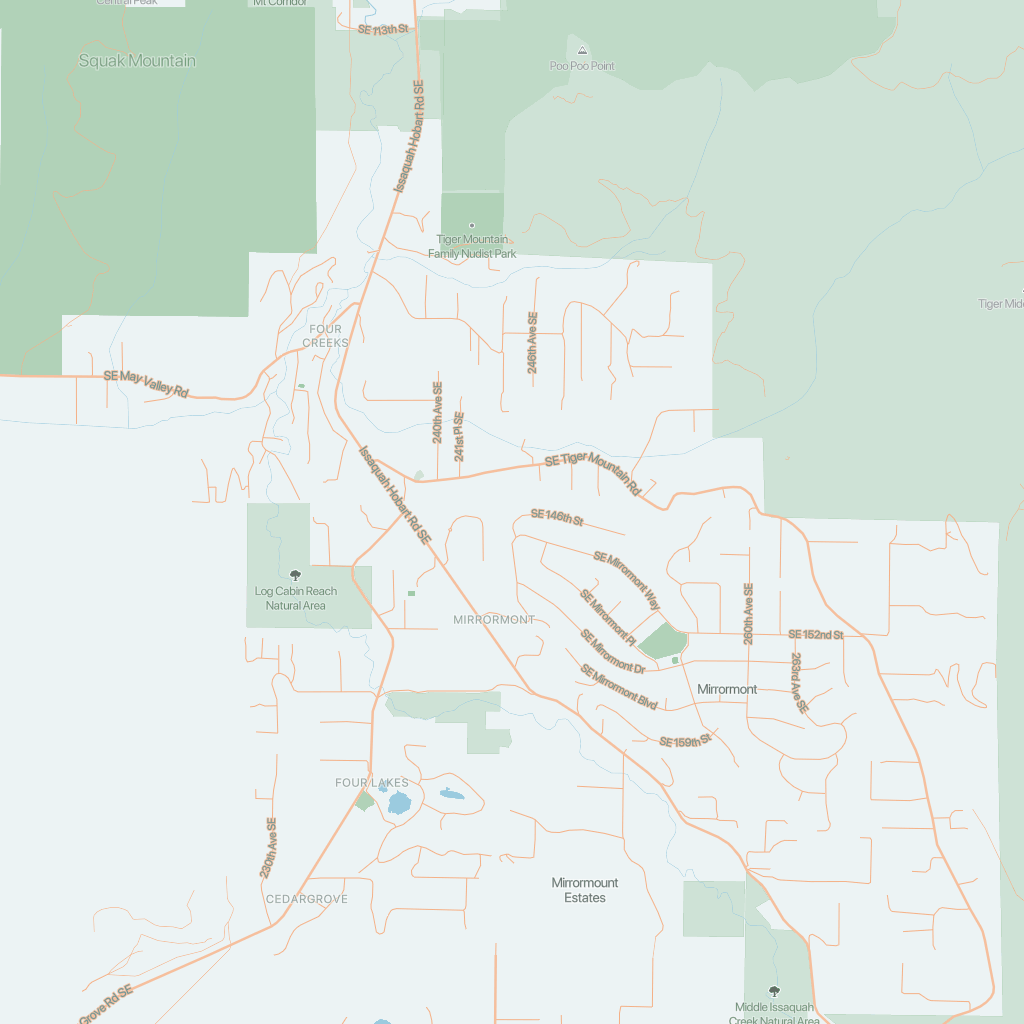 Central Peak
Mt Corridor
SE 113th St
Squak Mountain
Poo Poo Point
Issaquah Hobart Rd SE
Tiger Mountain
Family Nudist Park
FOUR
CREEKS
246th Ave SE
SE May Valley Rd
240th Ave SE
241st Pl SE
Issaquah Hobart Rd SE
SE Tiger Mountain Rd
SE 146th St
SE Mirrormont Way
Log Cabin Reach
Natural Area
SE Mirrormont Pl
260th Ave SE
MIRRORMONT
SE 152nd St
SE Mirrormont Dr
SE Mirrormont Blvd
263rd Ave SE
Mirrormont
SE 159th St
FOUR LAKES
230th Ave SE
Mirrormount
Estates
CEDARGROVE
Grove Rd SE
Middle Issaquah
Creek Natural Area